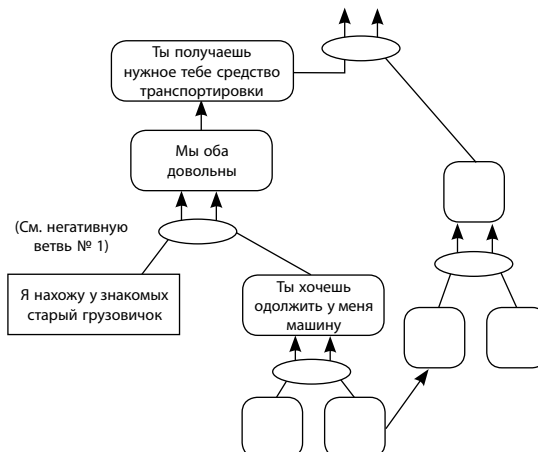 Ты получаешь
нужное тебе средство
транспортировки
Мы оба
довольны
(См. негативную
ветвь № 1)
Я нахожу у знакомых
старый грузовичок
Ты хочешь
одолжить у меня
машину